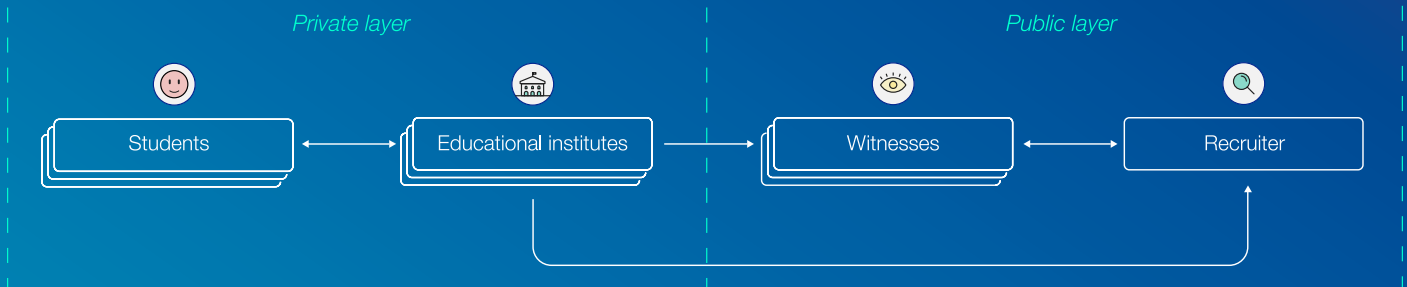 Private layer
Public layer
Students
Educational institutes
Witnesses
Recruiter